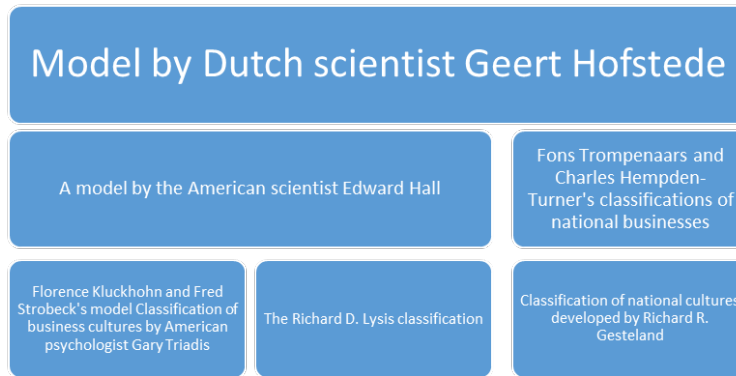 Model by Dutch scientist Geert Hofstede
A model by the American scientist Edward Hall
Fons Trompenaars and
Charles Hempden-
Turner's classifications of
national businesses
Florence Kluckhohn and Fred
Strobeck's model Classification of
business cultures by American
psychologist Gary Triadis
The Richard D. Lysis classification
Classification of national cultures
developed by Richard R.
Gesteland